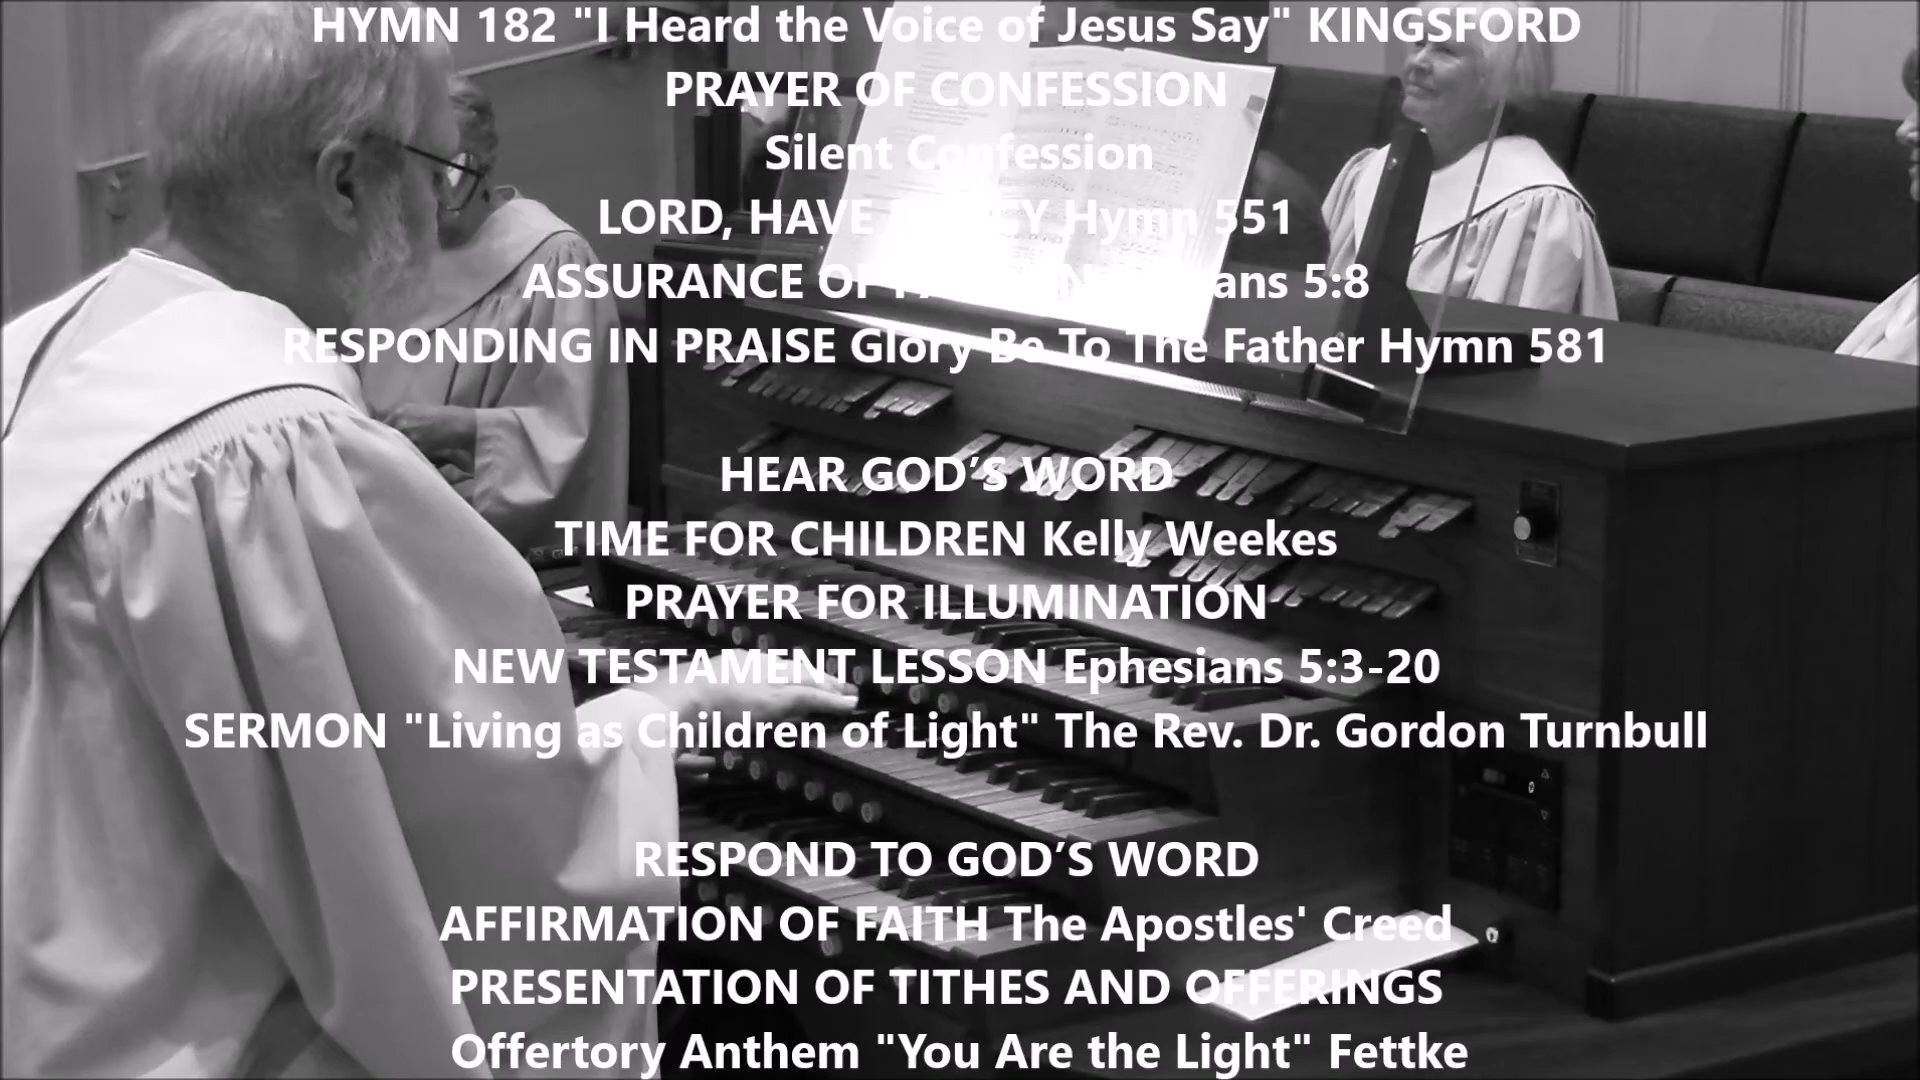 HYMN 182 "I Heard the Voice of Jesus Say" KINGSFORD
PRAYER OF CONFESSION
Silent Confession
LORD, HAVE MERCY Hymn 551
ASSURANCE OF PARDON Romans 5:8
RESPONDING IN PRAISE Glory Be To The Father Hymn 581
HEAR GOD’S WORD
TIME FOR CHILDREN Kelly Weekes
PRAYER FOR ILLUMINATION
NEW TESTAMENT LESSON Ephesians 5:3-20
SERMON "Living as Children of Light" The Rev. Dr. Gordon Turnbull
RESPOND TO GOD’S WORD
AFFIRMATION OF FAITH The Apostles' Creed
PRESENTATION OF TITHES AND OFFERINGS
Offertory Anthem "You Are the Light" Fettke